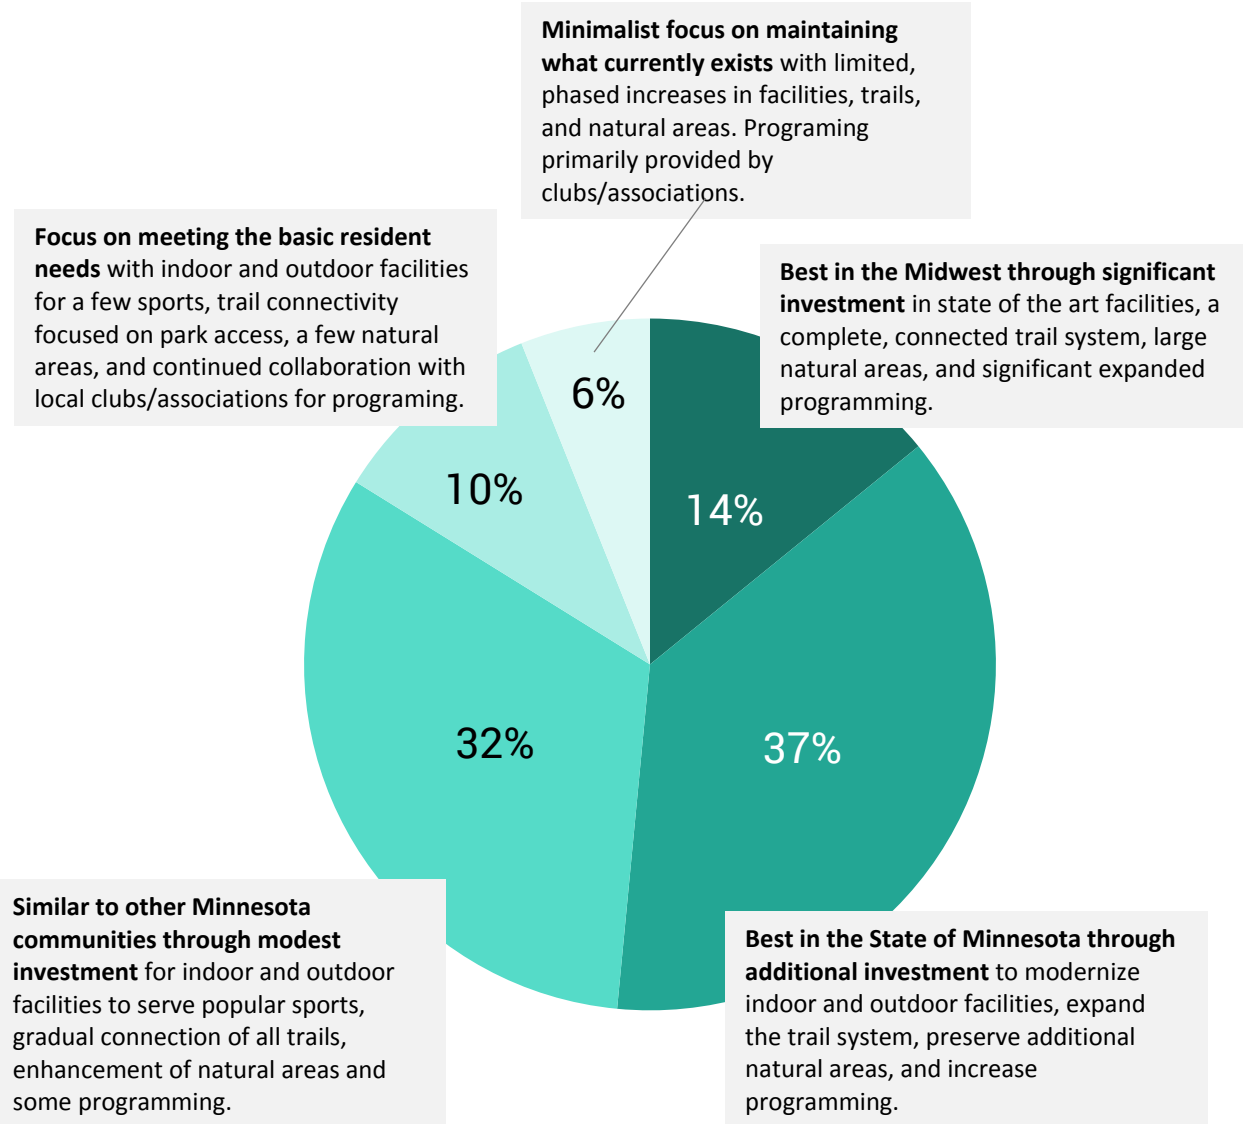 Minimalist focus on maintaining
what currently exists with limited,
phased increases in facilities, trails,
and natural areas. Programing
primarily provided by
clubs/associations.
Focus on meeting the basic resident
needs with indoor and outdoor facilities
for a few sports, trail connectivity
focused on park access, a few natural
areas, and continued collaboration with
local clubs/associations for programing.
Best in the Midwest through significant
investment in state of the art facilities, a
complete, connected trail system, large
natural areas, and significant expanded
programming.
6%
10%
14%
32%
37%
Similar to other Minnesota
communities through modest
investment for indoor and outdoor
facilities to serve popular sports,
gradual connection of all trails,
enhancement of natural areas and
some programming.
Best in the State of Minnesota through
additional investment to modernize
indoor and outdoor facilities, expand
the trail system, preserve additional
natural areas, and increase
programming.